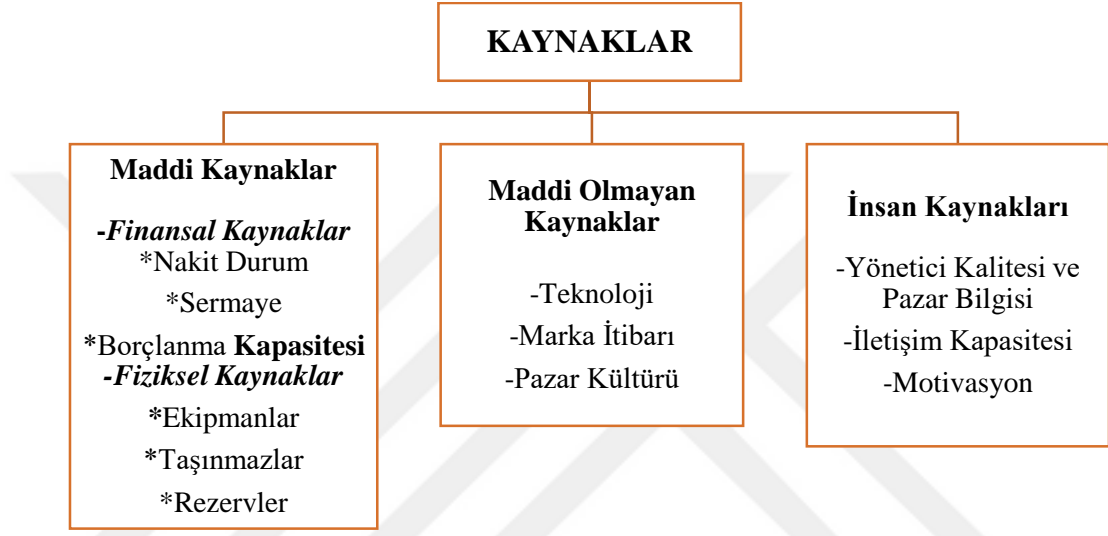 KAYNAKLAR
Maddi Kaynaklar
-Finansal Kaynaklar
*Nakit Durum
*Sermaye
*Borçlanma Kapasitesi
-Fiziksel Kaynaklar
*Ekipmanlar
*Taşınmazlar
*Rezervler
Maddi Olmayan
Kaynaklar
-Teknoloji
-Marka İtibarı
-Pazar Kültürü
İnsan Kaynakları
-Yönetici Kalitesi ve
Pazar Bilgisi
-İletişim Kapasitesi
-Motivasyon